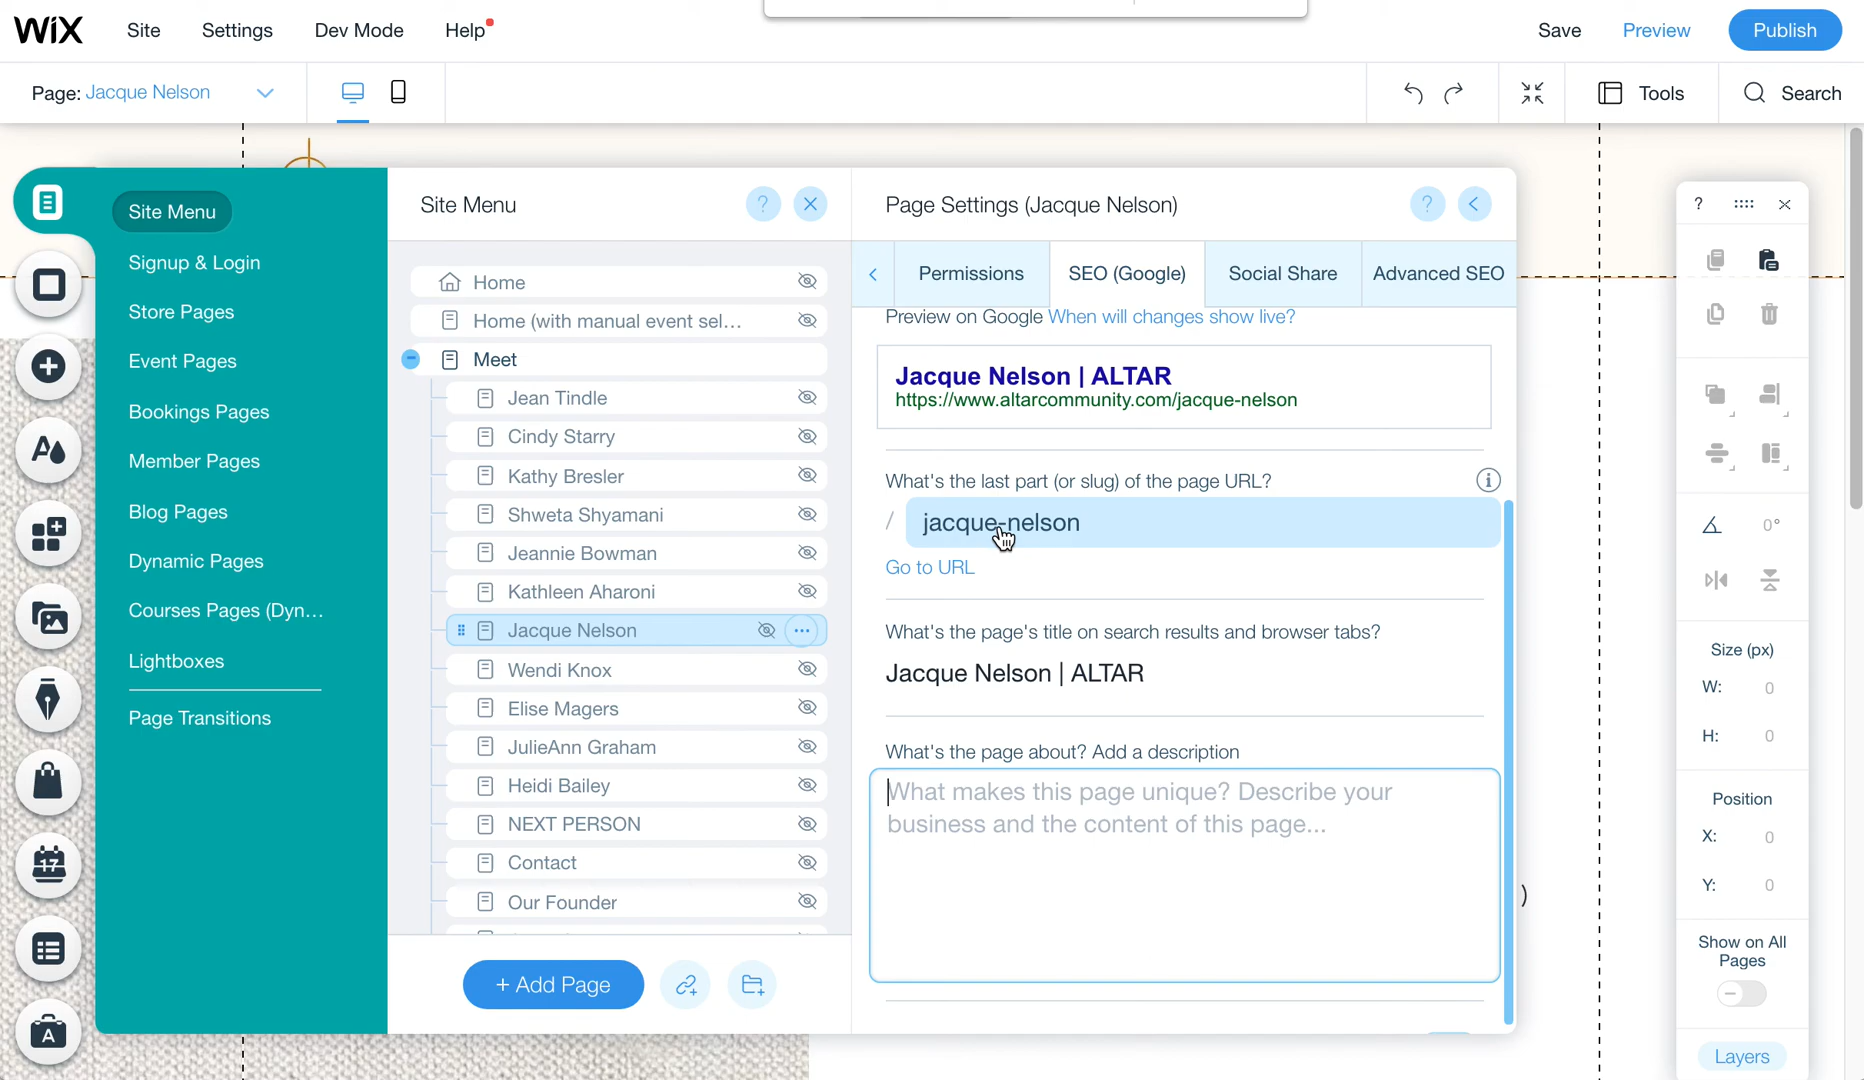 WiX
Site
Settings
Dev Mode
Help
Save
Preview
Publish
Page: Jacque Nelson
Tools
Search
Site Menu
Signup & Login
Store Pages
Event Pages
Bookings Pages
Member Pages
Blog Pages
Dynamic Pages
Courses Pages (Dyn...
Lightboxes
Page Transitions
17
A
Site Menu
?
Home
Home (with manual event sel...
Meet
Jean Tindle
Cindy Starry
Kathy Bresler
Shweta Shyamani
Jeannie Bowman
Kathleen Aharoni
Jacque Nelson
Wendi Knox
Elise Magers
JulieAnn Graham
Heidi Bailey
NEXT PERSON
Contact
Our Founder
+ Add Page
Page Settings (Jacque Nelson)
?
Permissions
SEO (Google)
Social Share
Advanced SEO
Preview on Google When will changes show live?
Jacque Nelson | ALTAR
https://www.altarcommunity.com/jacque-nelson
What's the last part (or slug) of the page URL?
/ jacque-nelson
Go to URL
What's the page's title on search results and browser tabs?
Jacque Nelson | ALTAR
What's the page about? Add a description
What makes this page unique? Describe your
business and the content of this page...
)
?
0°
Size (px)
W: 0
H: 0
Position
X: 0
Y: 0
Show on All
Pages
Layers